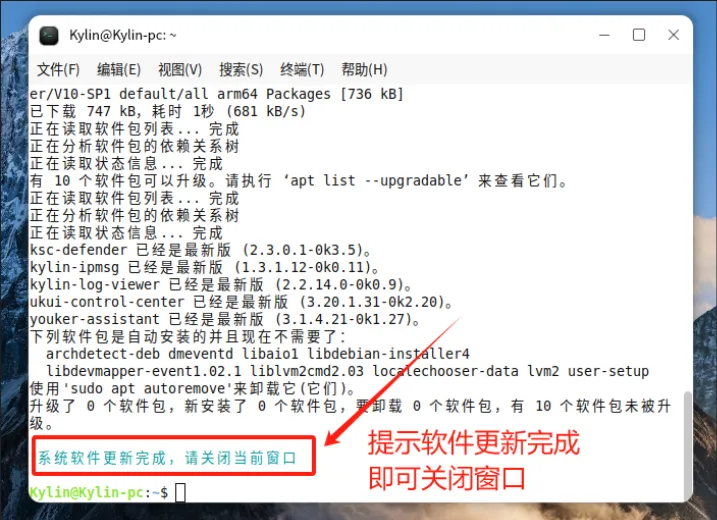 Kylin@Kylin-pc: ~
文件(F) 编辑(E) 视图(V) 搜索(S) 终端(T) 帮助(H)
er/V10-SP1 default/all arm64 Packages [736 kB]
已下载 747 kB，耗时 1秒 (681 kB/s)
正在读取软件包列表... 完成
正在分析软件包的依赖关系树
正在读取状态信息... 完成
有 10 个软件包可以升级。请执行 ‘apt list --upgradable’ 来查看它们。
正在读取软件包列表... 完成
正在分析软件包的依赖关系树
正在读取状态信息... 完成
ksc-defender 已经是最新版 (2.3.0.1-0k3.5)。
kylin-ipmsg 已经是最新版 (1.3.1.12-0k0.11)。
kylin-log-viewer 已经是最新版 (2.2.14.0-0k0.9)。
ukui-control-center 已经是最新版 (3.20.1.31-0k2.20)。
youker-assistant 已经是最新版 (3.1.4.21-0k1.27)。
下列软件包是自动安装的并且现在不需要了：
archdetect-deb dmeventd libaio1 libdebian-installer4
libdevmapper-event1.02.1 liblvm2cmd2.03 localechooser-data lvm2 user-setup
使用'sudo apt autoremove'来卸载它(它们)。
升级了 0 个软件包，新安装了 0 个软件包，要卸载 0 个软件包，有 10 个软件包未被升
级。
系统软件更新完成，请关闭当前窗口
提示软件更新完成
即可关闭窗口
Kylin@Kylin-pc:~$